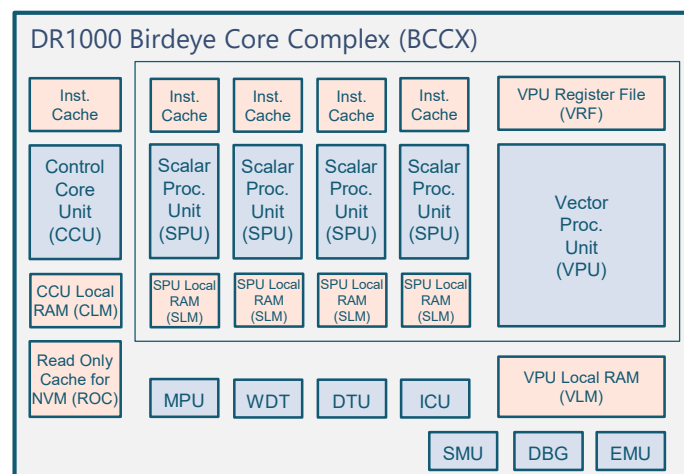 DR1000 Birdeye Core Complex (BCCX)
Inst.
Cache
Inst.
Cache
Inst.
Cache
Inst.
Cache
Inst.
Cache
VPU Register File
(VRF)
Control
Core
Unit
(CCU)
Scalar
Proc.
Unit
(SPU)
Scalar
Proc.
Unit
(SPU)
Scalar
Proc.
Unit
(SPU)
Scalar
Proc.
Unit
(SPU)
Vector
Proc.
Unit
(VPU)
CCU Local
RAM (CLM)
SPU Local
RAM
(SLM)
SPU Local
RAM
(SLM)
SPU Local
RAM
(SLM)
SPU Local
RAM
(SLM)
Read Only
Cache for
NVM (ROC)
MPU
WDT
DTU
ICU
VPU Local RAM
(VLM)
SMU
DBG
EMU